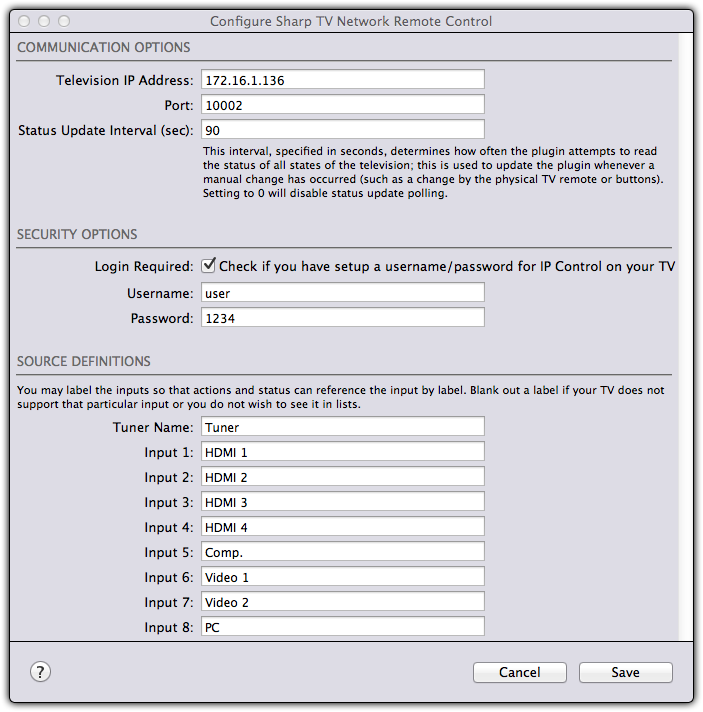 Configure Sharp TV Network Remote Control
COMMUNICATION OPTIONS
Television IP Address: 172.16.1.136
Port: 10002
Status Update Interval (sec): 90
This interval, specified in seconds, determines how often the plugin attempts to read
the status of all states of the television; this is used to update the plugin whenever a
manual change has occurred (such as a change by the physical TV remote or buttons).
Setting to 0 will disable status update polling.
SECURITY OPTIONS
Login Required: Check if you have setup a username/password for IP Control on your TV
Username: user
Password: 1234
SOURCE DEFINITIONS
You may label the inputs so that actions and status can reference the input by label. Blank out a label if your TV does not
support that particular input or you do not wish to see it in lists.
Tuner Name: Tuner
Input 1: HDMI 1
Input 2: HDMI 2
Input 3: HDMI 3
Input 4: HDMI 4
Input 5: Comp.
Input 6: Video 1
Input 7: Video 2
Input 8: PC
? Cancel Save